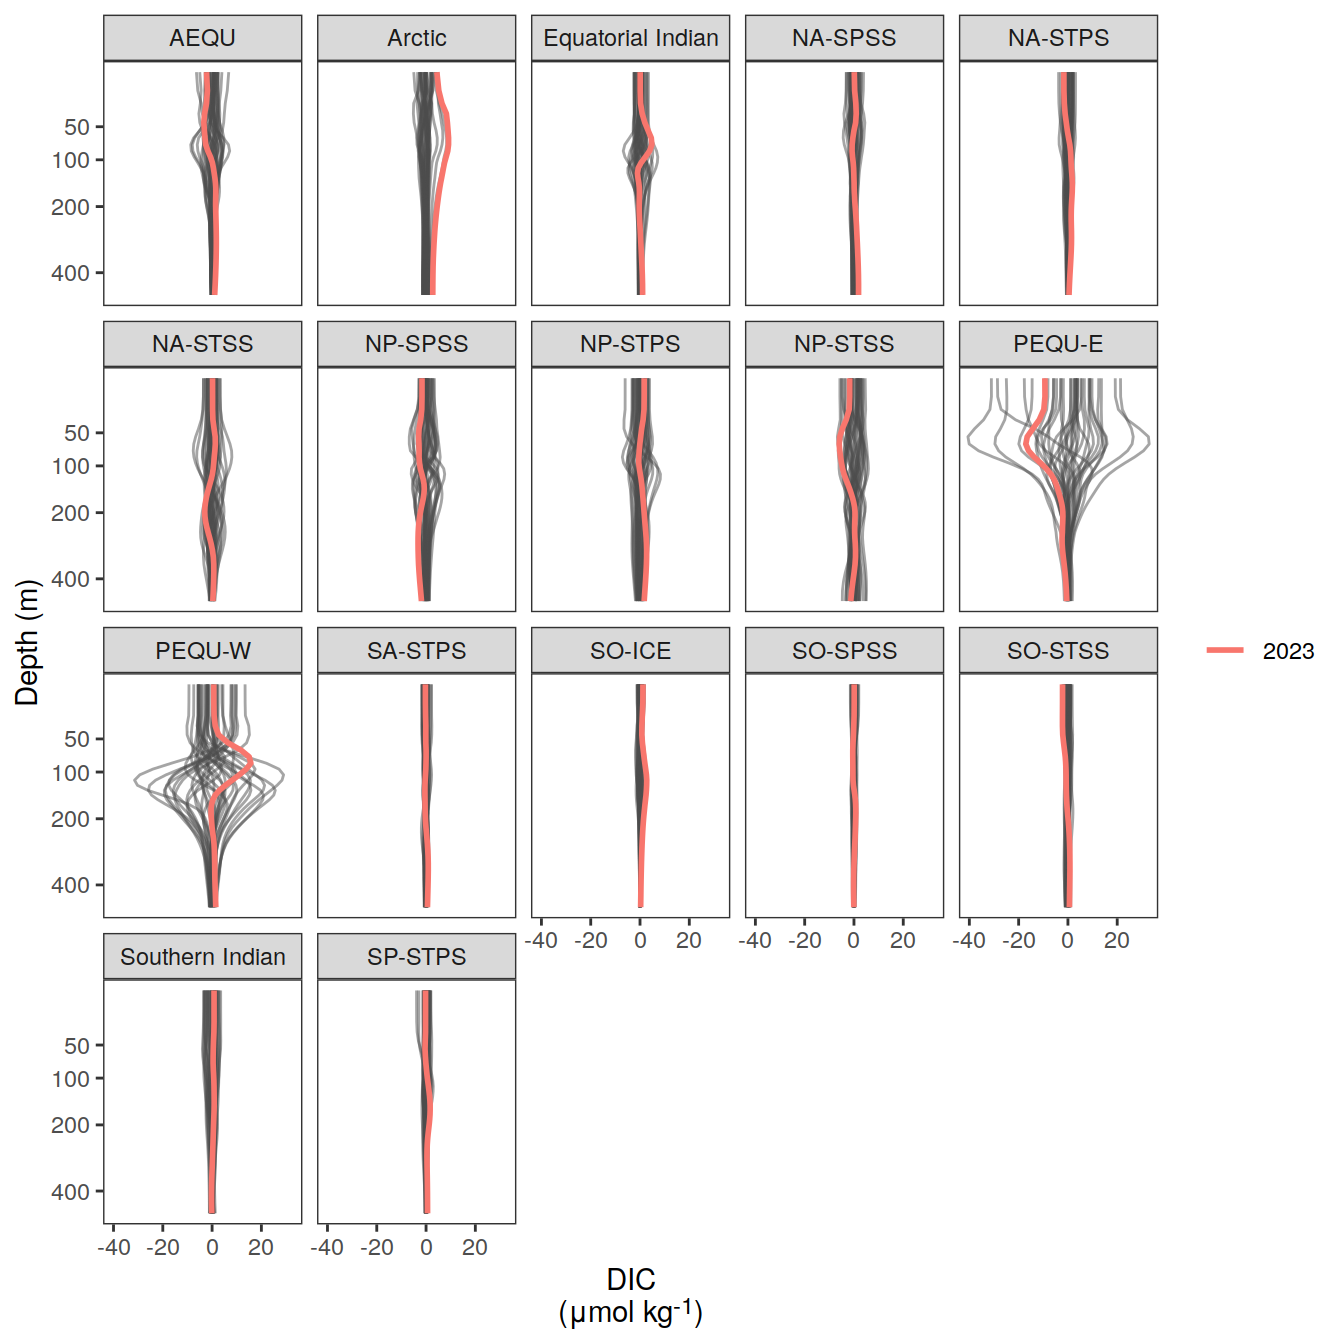 AEQU Arctic Equatorial Indian NA-SPSS NA-STPS
50
100
200
400
NA-STSS NP-SPSS NP-STPS NP-STSS PEQU-E
50
100
200
400
Depth (m)
PEQU-W SA-STPS SO-ICE SO-SPSS SO-STSS
2023
50
100
200
400
-40 -20 0 20 -40 -20 0 20 -40 -20 0 20
Southern Indian SP-STPS
50
100
200
400
-40 -20 0 20 -40 -20 0 20
DIC
(μmol kg⁻¹)